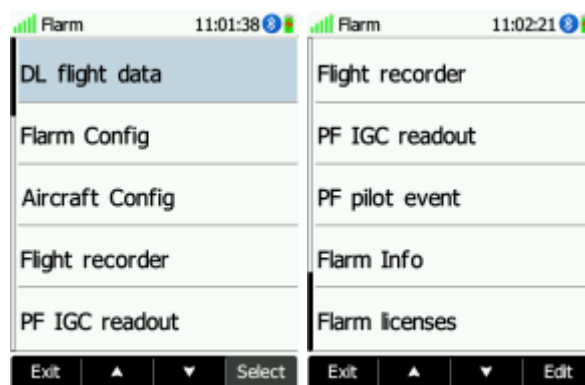 Flarm 11:01:38
DL flight data
Flarm Config
Aircraft Config
Flight recorder
PF IGC readout
Exit ▲ ▼ Select
Flarm 11:02:21
Flight recorder
PF IGC readout
PF pilot event
Flarm Info
Flarm licenses
Exit ▲ ▼ Edit